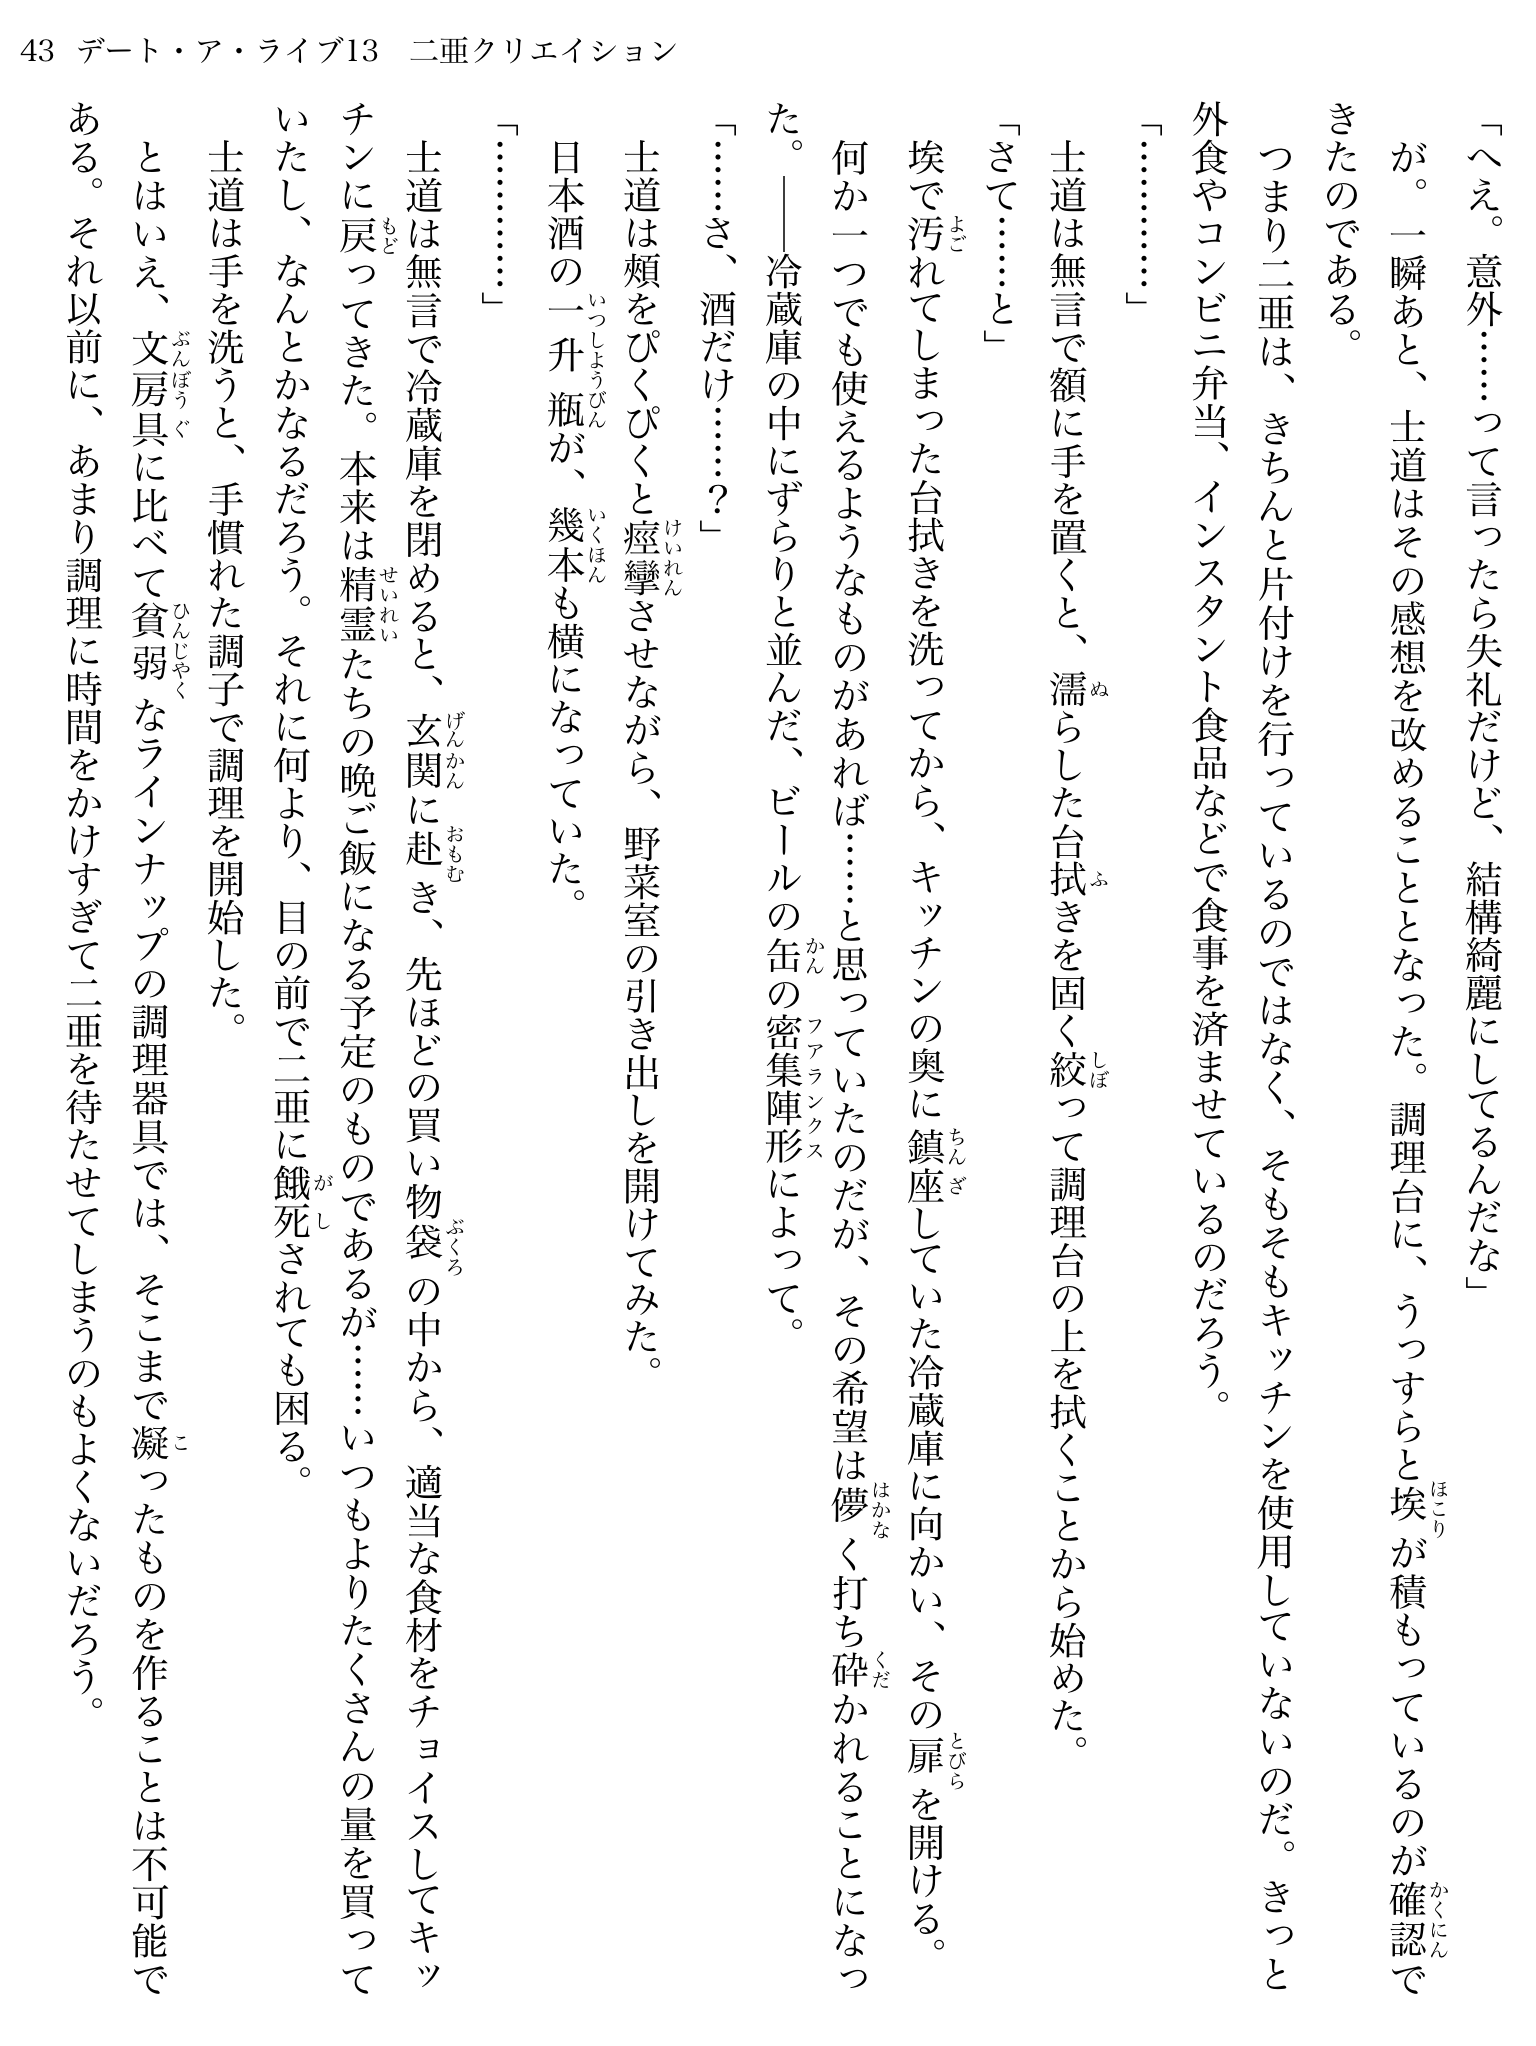 43 デート・ア・ライブ13 二亜クリエイション
「へえ。意外……って言ったら失礼だけど、結構綺麗にしてるんだな」
が。一瞬あと、士道はその感想を改めることとなった。調理台に、うっすらと埃が積もっているのが確認で
きたのである。
つまり二亜は、きちんと片付けを行っているのではなく、そもそもキッチンを使用していないのだ。きっと
外食やコンビニ弁当、インスタント食品などで食事を済ませているのだろう。
「…………」
士道は無言で額に手を置くと、濡らした台拭きを固く絞って調理台の上を拭くことから始めた。
「さて……と」
埃で汚れてしまった台拭きを洗ってから、キッチンの奥に鎮座していた冷蔵庫に向かい、その扉を開ける。
何か一つでも使えるようなものがあれば……と思っていたのだが、その希望は儚く打ち砕かれることになっ
た。――冷蔵庫の中にずらりと並んだ、ビールの缶の密集陣形によって。
「……さ、酒だけ……？」
士道は頰をぴくぴくと痙攣させながら、野菜室の引き出しを開けてみた。
日本酒の一升瓶が、幾本も横になっていた。
「…………」
士道は無言で冷蔵庫を閉めると、玄関に赴き、先ほどの買い物袋の中から、適当な食材をチョイスしてキッ
チンに戻ってきた。本来は精霊たちの晩ご飯になる予定のものであるが……いつもよりたくさんの量を買って
いたし、なんとかなるだろう。それに何より、目の前で二亜に餓死されても困る。
士道は手を洗うと、手慣れた調子で調理を開始した。
とはいえ、文房具に比べて貧弱なラインナップの調理器具では、そこまで凝ったものを作ることは不可能で
ある。それ以前に、あまり調理に時間をかけすぎて二亜を待たせてしまうのもよくないだろう。